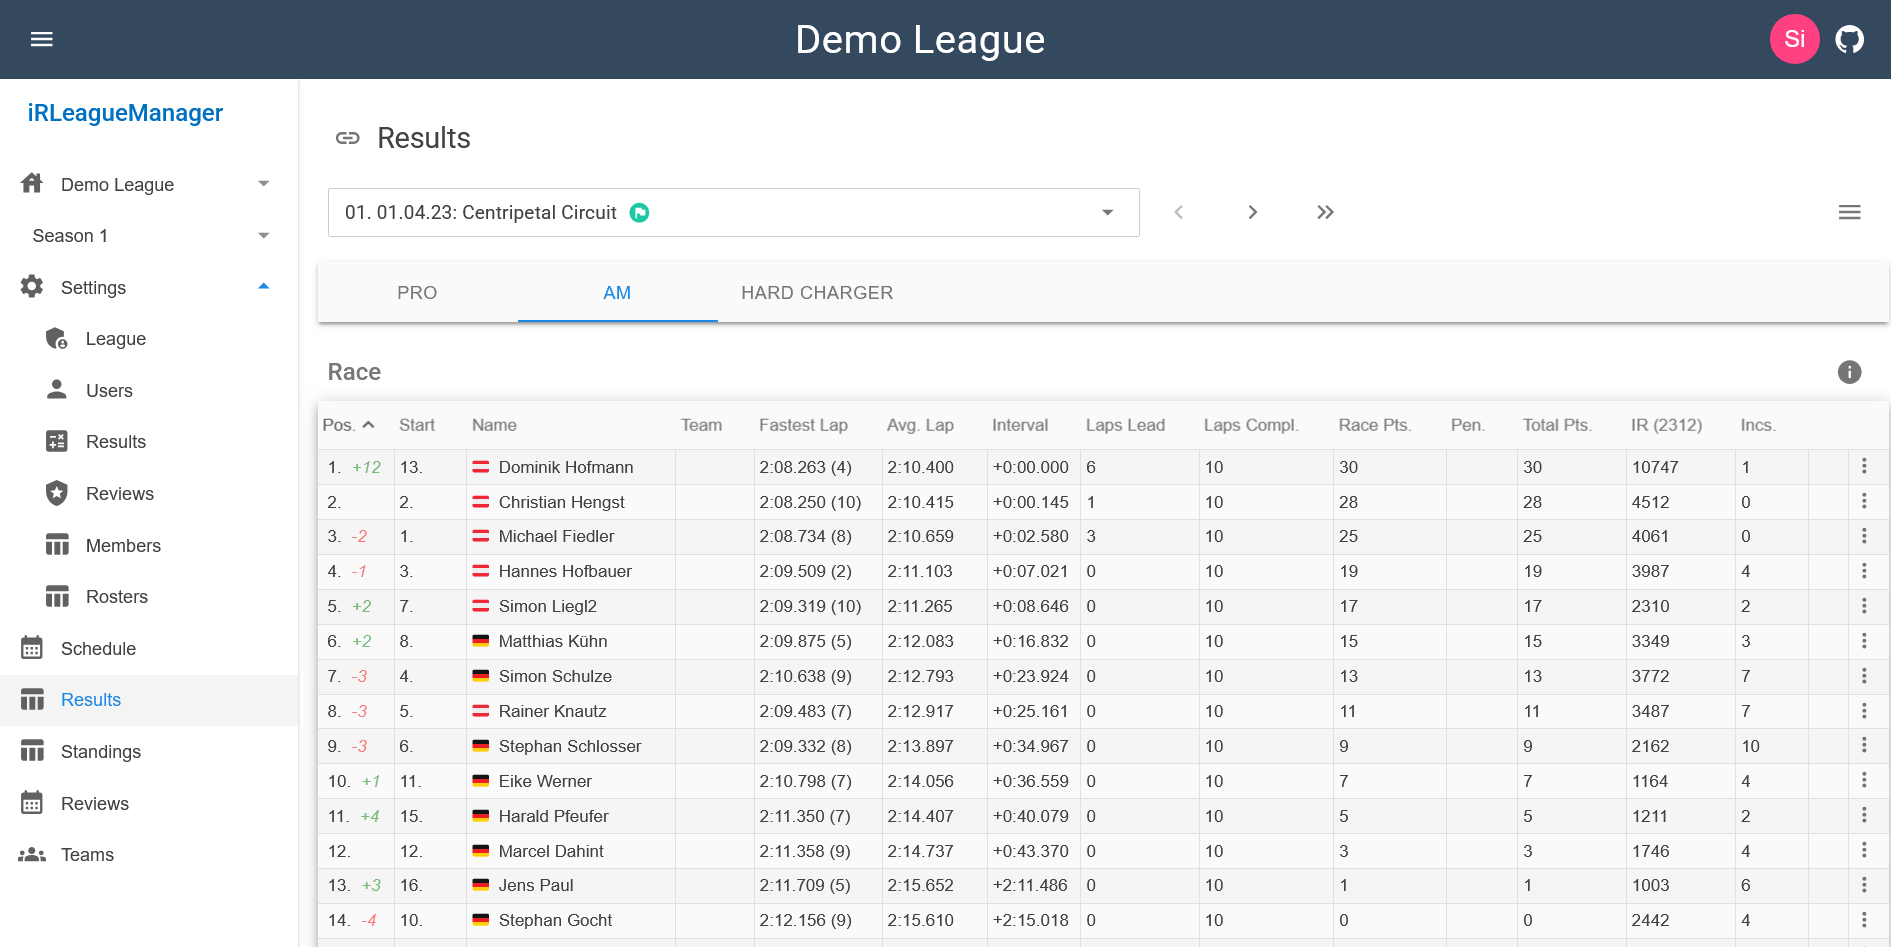 Demo League
Si
iRLeagueManager
Demo League
Season 1
Settings
League
Users
Results
Reviews
Members
Rosters
Schedule
Results
Standings
Reviews
Teams
Results
01. 01.04.23: Centripetal Circuit
PRO AM HARD CHARGER
Race
Pos. Start Name Team Fastest Lap Avg. Lap Interval Laps Lead Laps Compl. Race Pts. Pen. Total Pts. IR (2312) Incs.
1. +12 13. Dominik Hofmann 2:08.263 (4) 2:10.400 +0:00.000 6 10 30 30 10747 1
2. 2. Christian Hengst 2:08.250 (10) 2:10.415 +0:00.145 1 10 28 28 4512 0
3. -2 1. Michael Fiedler 2:08.734 (8) 2:10.659 +0:02.580 3 10 25 25 4061 0
4. -1 3. Hannes Hofbauer 2:09.509 (2) 2:11.103 +0:07.021 0 10 19 19 3987 4
5. +2 7. Simon Liegl2 2:09.319 (10) 2:11.265 +0:08.646 0 10 17 17 2310 2
6. +2 8. Matthias Kühn 2:09.875 (5) 2:12.083 +0:16.832 0 10 15 15 3349 3
7. -3 4. Simon Schulze 2:10.638 (9) 2:12.793 +0:23.924 0 10 13 13 3772 7
8. -3 5. Rainer Knautz 2:09.483 (7) 2:12.917 +0:25.161 0 10 11 11 3487 7
9. -3 6. Stephan Schlosser 2:09.332 (8) 2:13.897 +0:34.967 0 10 9 9 2162 10
10. +1 11. Eike Werner 2:10.798 (7) 2:14.056 +0:36.559 0 10 7 7 1164 4
11. +4 15. Harald Pfeufer 2:11.350 (7) 2:14.407 +0:40.079 0 10 5 5 1211 2
12. 12. Marcel Dahint 2:11.358 (9) 2:14.737 +0:43.370 0 10 3 3 1746 4
13. +3 16. Jens Paul 2:11.709 (5) 2:15.652 +2:11.486 0 10 1 1 1003 6
14. -4 10. Stephan Gocht 2:12.156 (9) 2:15.610 +2:15.018 0 10 0 0 2442 4